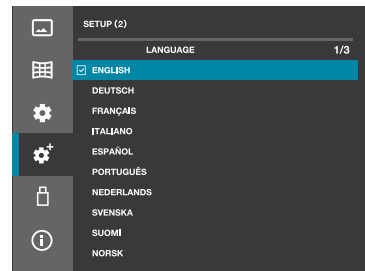 SETUP (2)
LANGUAGE 1/3
ENGLISH
DEUTSCH
FRANÇAIS
ITALIANO
ESPAÑOL
PORTUGUÊS
NEDERLANDS
SVENSKA
SUOMI
NORSK